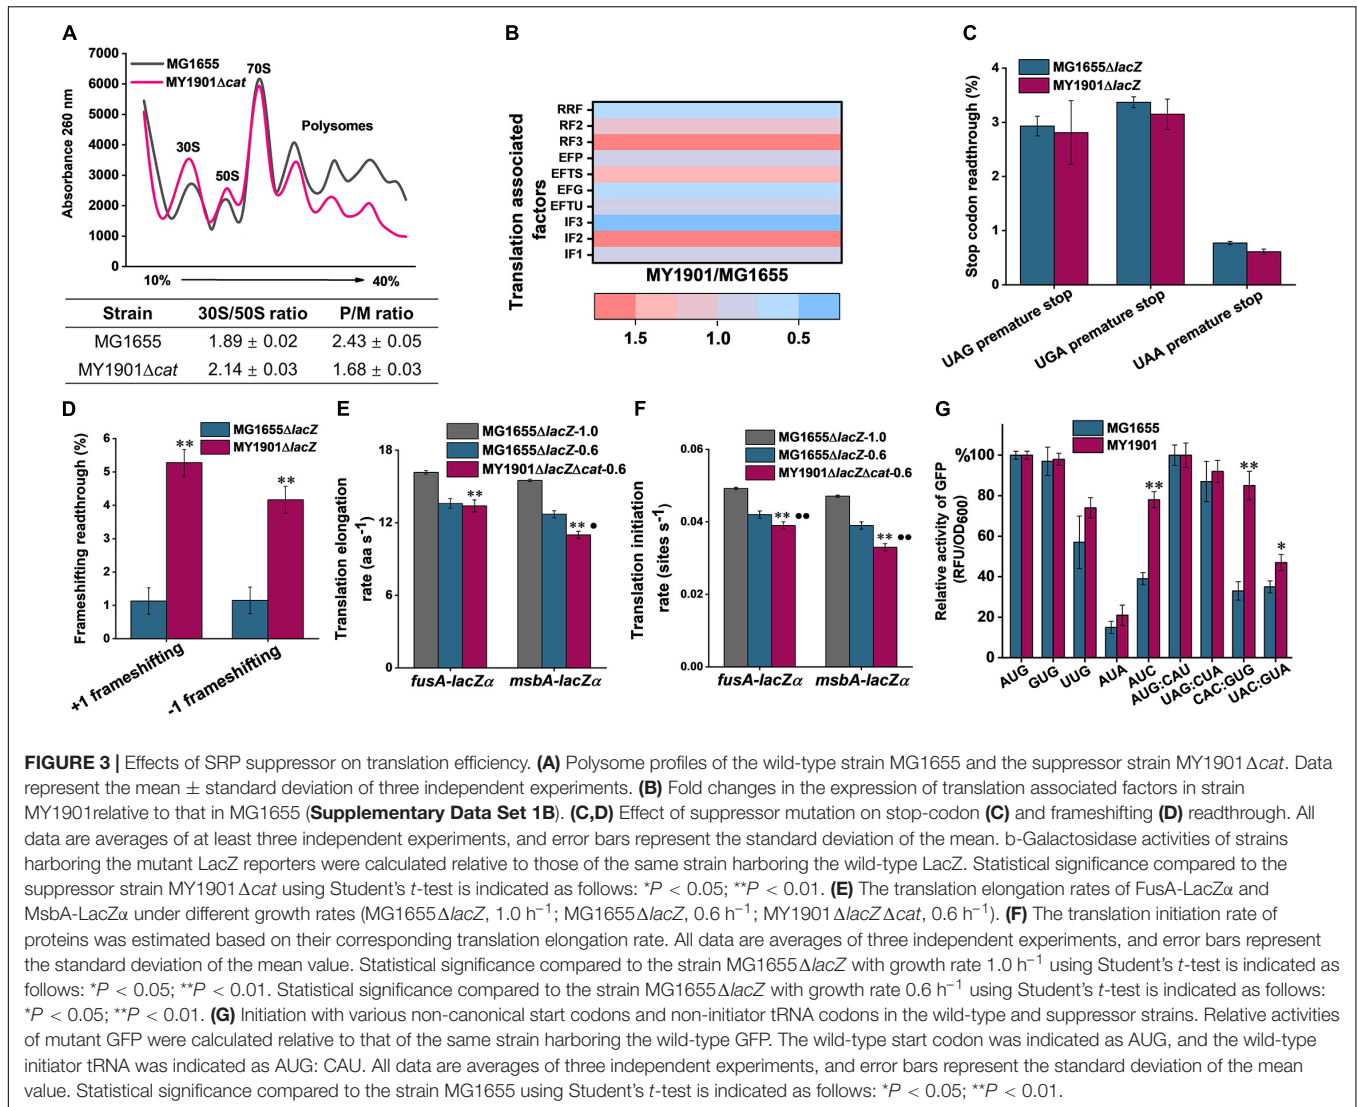 A
7000
6000
5000
4000
3000
2000
1000
0
Absorbance 260 nm
MG1655
MY1901Δcat
70S
Polysomes
30S
50S
10%
40%
Strain 30S/50S ratio P/M ratio
MG1655 1.89 ± 0.02 2.43 ± 0.05
MY1901Δcat 2.14 ± 0.03 1.68 ± 0.03
B
Translation associated
factors
RRF
RF2
RF3
EFP
EFTS
EFG
EFTU
IF3
IF2
IF1
MY1901/MG1655
1.5 1.0 0.5
C
Stop codon readthrough (%)
4
3
2
1
0
MG1655ΔlacZ
MY1901ΔlacZ
UAG premature stop
UGA premature stop
UAA premature stop
D
Frameshifting readthrough (%)
6
5
4
3
2
1
0
MG1655ΔlacZ
MY1901ΔlacZ
**
**
+1 frameshifting
-1 frameshifting
E
Translation elongation
rate (aa s-1)
18
12
6
0
MG1655ΔlacZ-1.0
MG1655ΔlacZ-0.6
MY1901ΔlacZΔcat-0.6
**
** •
fusA-lacZα
msbA-lacZα
F
Translation initiation
rate (sites s-1)
0.06
0.04
0.02
0.00
MG1655ΔlacZ-1.0
MG1655ΔlacZ-0.6
MY1901ΔlacZΔcat-0.6
** ••
** ••
fusA-lacZα
msbA-lacZα
G
Relative activity of GFP
(RFU/OD600)
%100
80
60
40
20
0
MG1655
MY1901
**
**
*
AUG
GUG
UUG
AUA
AUC
AUG:CAU
UAG:CUA
CAC:GUG
UAC:GUA
FIGURE 3 | Effects of SRP suppressor on translation efficiency. (A) Polysome profiles of the wild-type strain MG1655 and the suppressor strain MY1901Δcat. Data
represent the mean ± standard deviation of three independent experiments. (B) Fold changes in the expression of translation associated factors in strain
MY1901relative to that in MG1655 (Supplementary Data Set 1B). (C,D) Effect of suppressor mutation on stop-codon (C) and frameshifting (D) readthrough. All
data are averages of at least three independent experiments, and error bars represent the standard deviation of the mean. b-Galactosidase activities of strains
harboring the mutant LacZ reporters were calculated relative to those of the same strain harboring the wild-type LacZ. Statistical significance compared to the
suppressor strain MY1901Δcat using Student's t-test is indicated as follows: *P < 0.05; **P < 0.01. (E) The translation elongation rates of FusA-LacZα and
MsbA-LacZα under different growth rates (MG1655ΔlacZ, 1.0 h−1; MG1655ΔlacZ, 0.6 h−1; MY1901ΔlacZΔcat, 0.6 h−1). (F) The translation initiation rate of
proteins was estimated based on their corresponding translation elongation rate. All data are averages of three independent experiments, and error bars represent
the standard deviation of the mean value. Statistical significance compared to the strain MG1655ΔlacZ with growth rate 1.0 h−1 using Student's t-test is indicated as
follows: *P < 0.05; **P < 0.01. Statistical significance compared to the strain MG1655ΔlacZ with growth rate 0.6 h−1 using Student's t-test is indicated as follows:
*P < 0.05; **P < 0.01. (G) Initiation with various non-canonical start codons and non-initiator tRNA codons in the wild-type and suppressor strains. Relative activities
of mutant GFP were calculated relative to that of the same strain harboring the wild-type GFP. The wild-type start codon was indicated as AUG, and the wild-type
initiator tRNA was indicated as AUG: CAU. All data are averages of three independent experiments, and error bars represent the standard deviation of the mean
value. Statistical significance compared to the strain MG1655 using Student's t-test is indicated as follows: *P < 0.05; **P < 0.01.